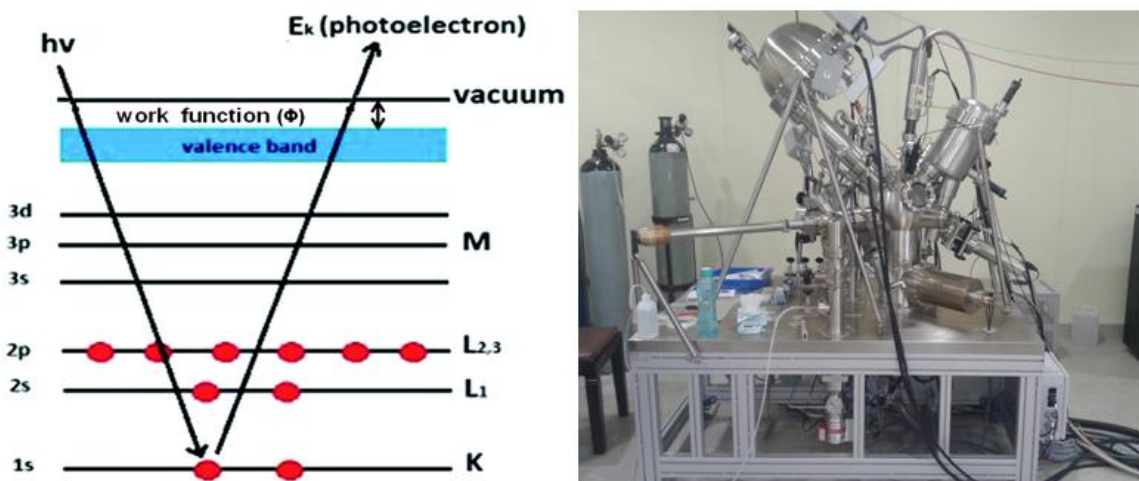 hv
Eₖ (photoelectron)
vacuum
work function (Φ)
valence band
3d
3p
M
3s
2p
L₂,₃
2s
L₁
1s
K